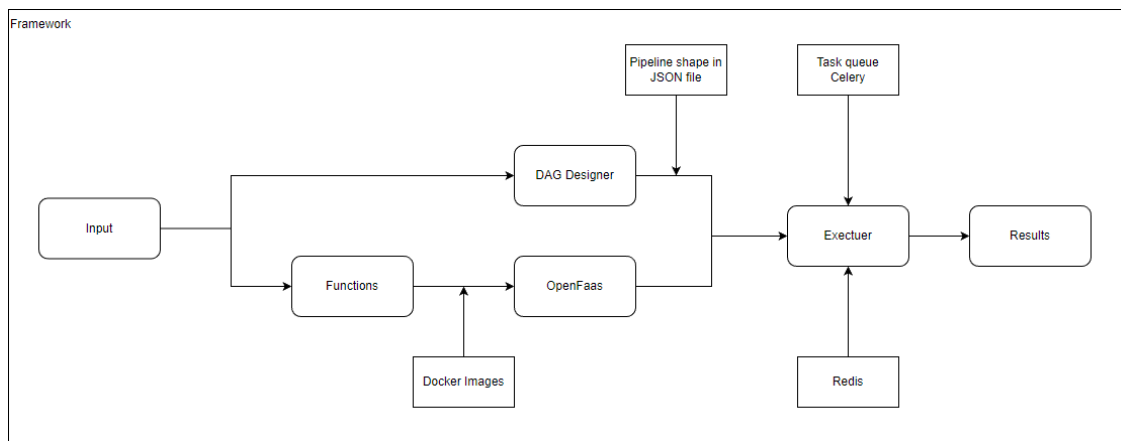 Framework
Pipeline shape in
JSON file
Task queue
Celery
DAG Designer
Input
Exectuer
Results
Functions
OpenFaas
Docker Images
Redis